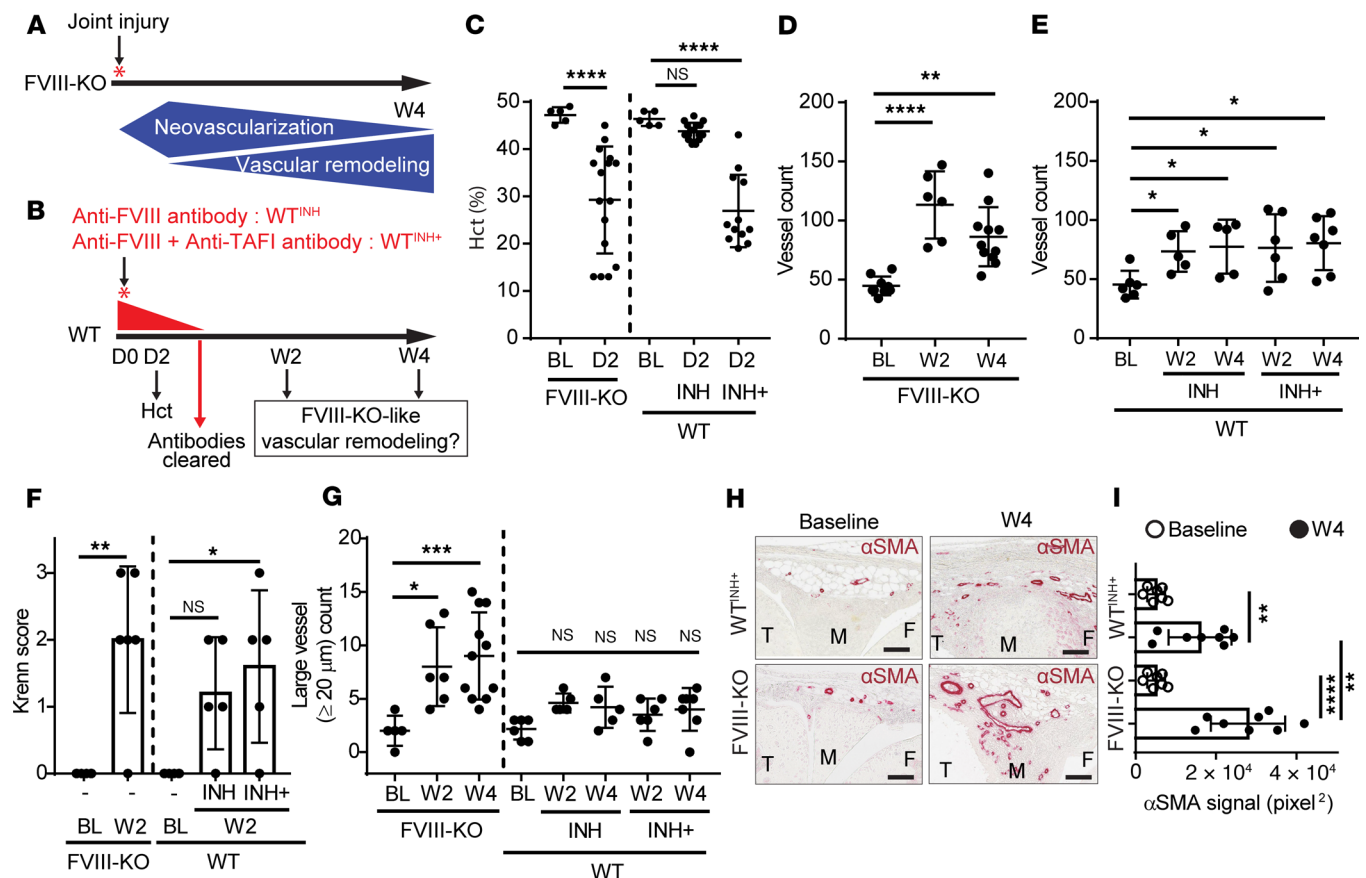 A
Joint injury
*
FVIII-KO
W4
Neovascularization
Vascular remodeling
B
Anti-FVIII antibody : WT^INH
Anti-FVIII + Anti-TAFI antibody : WT^INH+
*
WT
D0 D2 W2 W4
Hct
Antibodies
cleared
FVIII-KO-like
vascular remodeling?
C
****
****
NS
Hct (%)
50
40
30
20
10
0
BL D2 BL D2 D2
FVIII-KO INH INH+
WT
D
**
****
Vessel count
200
150
100
50
0
BL W2 W4
FVIII-KO
E
*
*
*
*
Vessel count
200
150
100
50
0
BL W2 W4 W2 W4
INH INH+
WT
F
**
*
NS
Krenn score
3
2
1
0
- - - INH INH+
BL W2 BL W2
FVIII-KO WT
G
***
*
NS NS NS NS
Large vessel
(≥ 20 μm) count
20
15
10
5
0
BL W2 W4 BL W2 W4 W2 W4
FVIII-KO INH INH+
WT
H
Baseline W4
WT^INH+
αSMA αSMA
T M F T M F
FVIII-KO
αSMA αSMA
T M F T M F
I
Baseline W4
WT^INH+
FVIII-KO
**
****
**
0 2 × 10^4 4 × 10^4
αSMA signal (pixel^2)